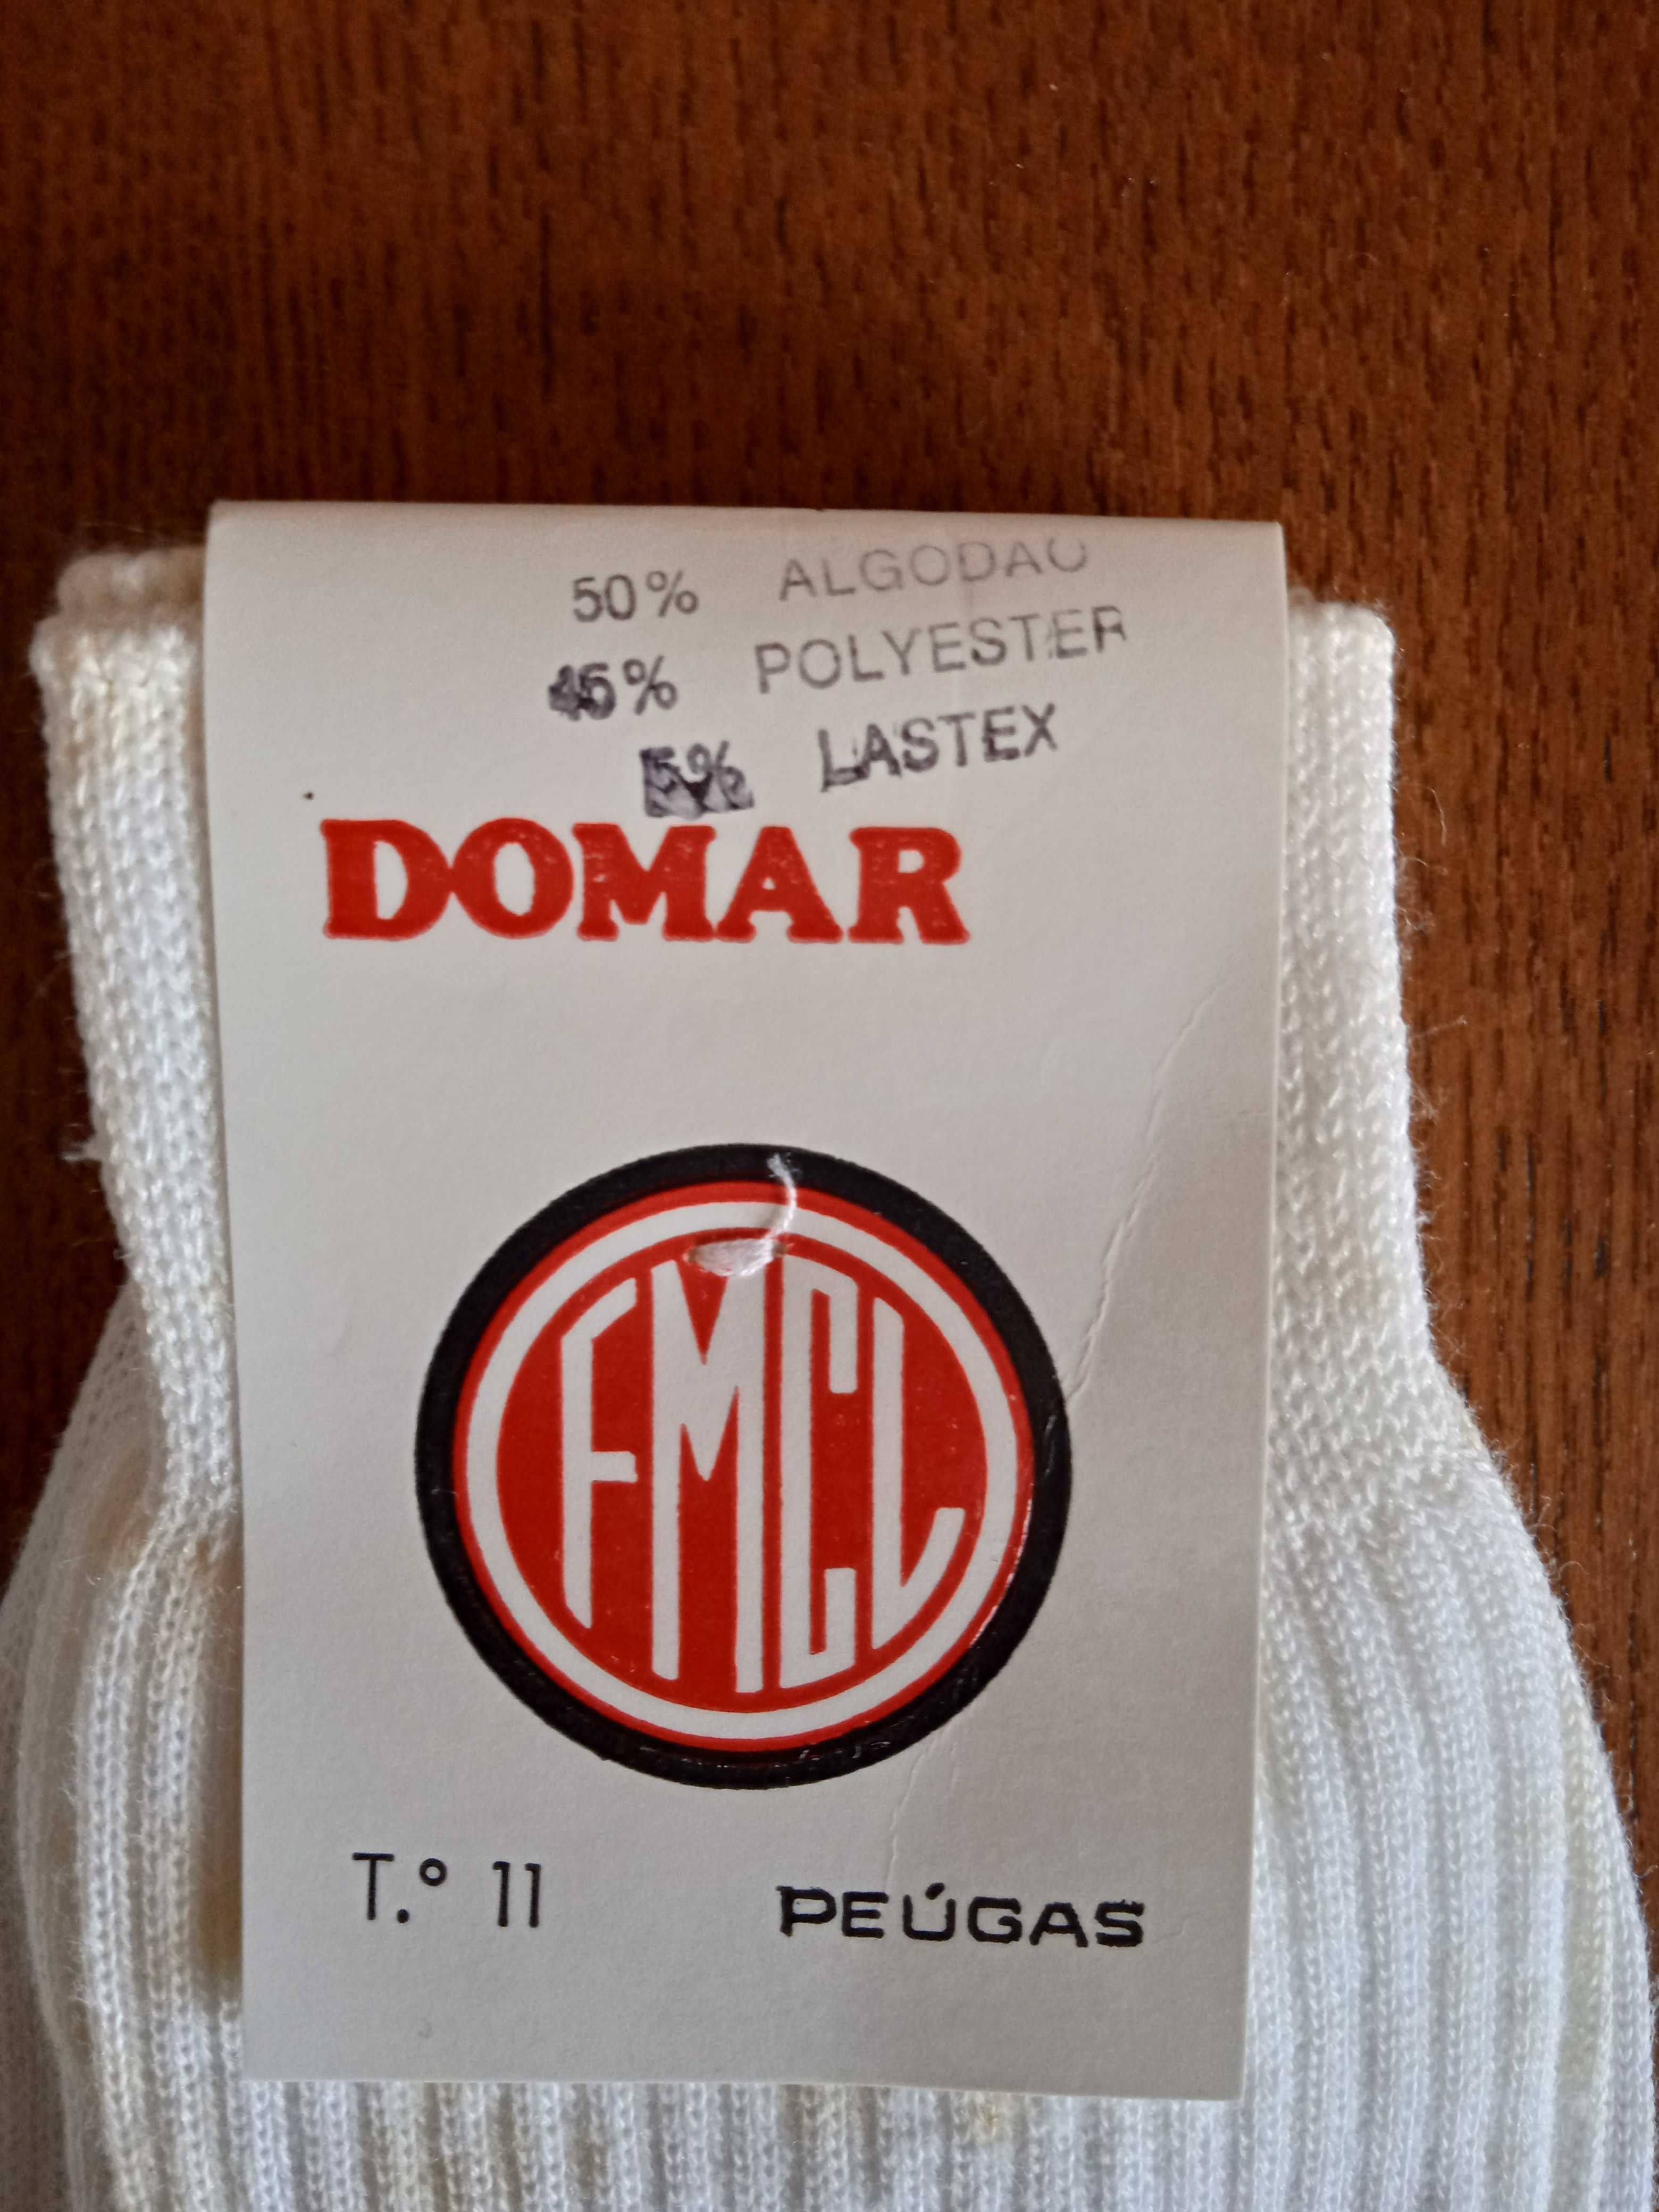 50% ALGODAO
45% POLYESTER
5% LASTEX
DOMAR
FMCL
T.º 11 PEÚGAS